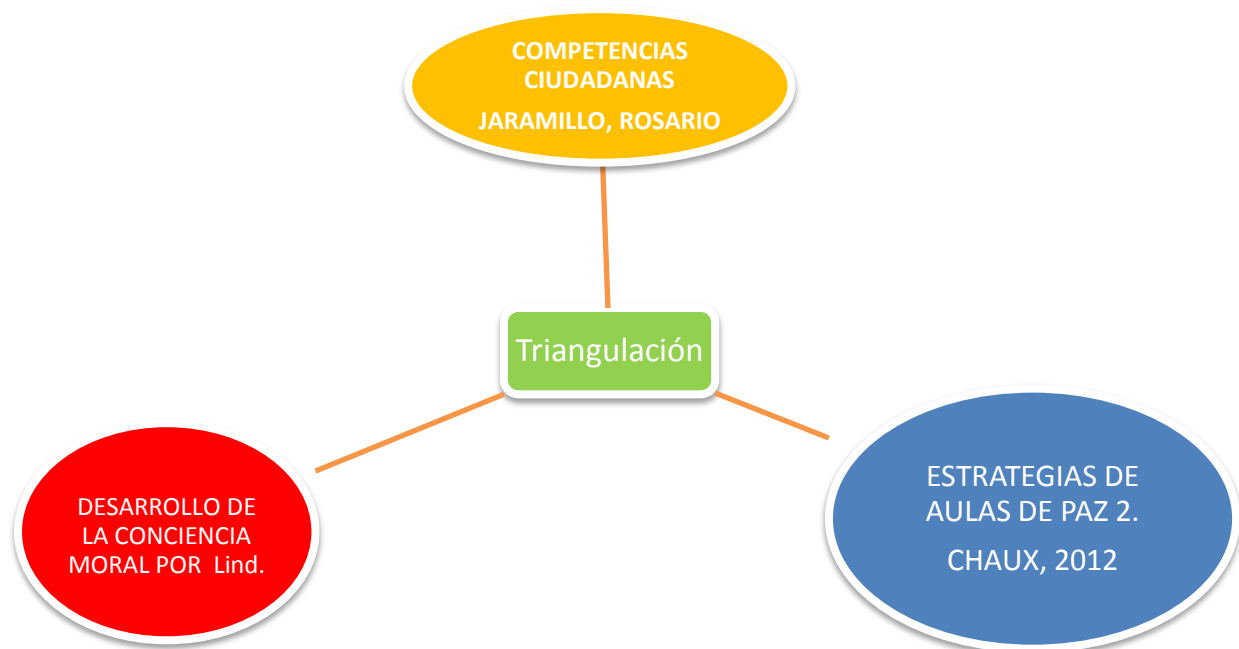 COMPETENCIAS
CIUDADANAS
JARAMILLO, ROSARIO
Triangulación
DESARROLLO DE
LA CONCIENCIA
MORAL POR Lind.
ESTRATEGIAS DE
AULAS DE PAZ 2.
CHAUX, 2012